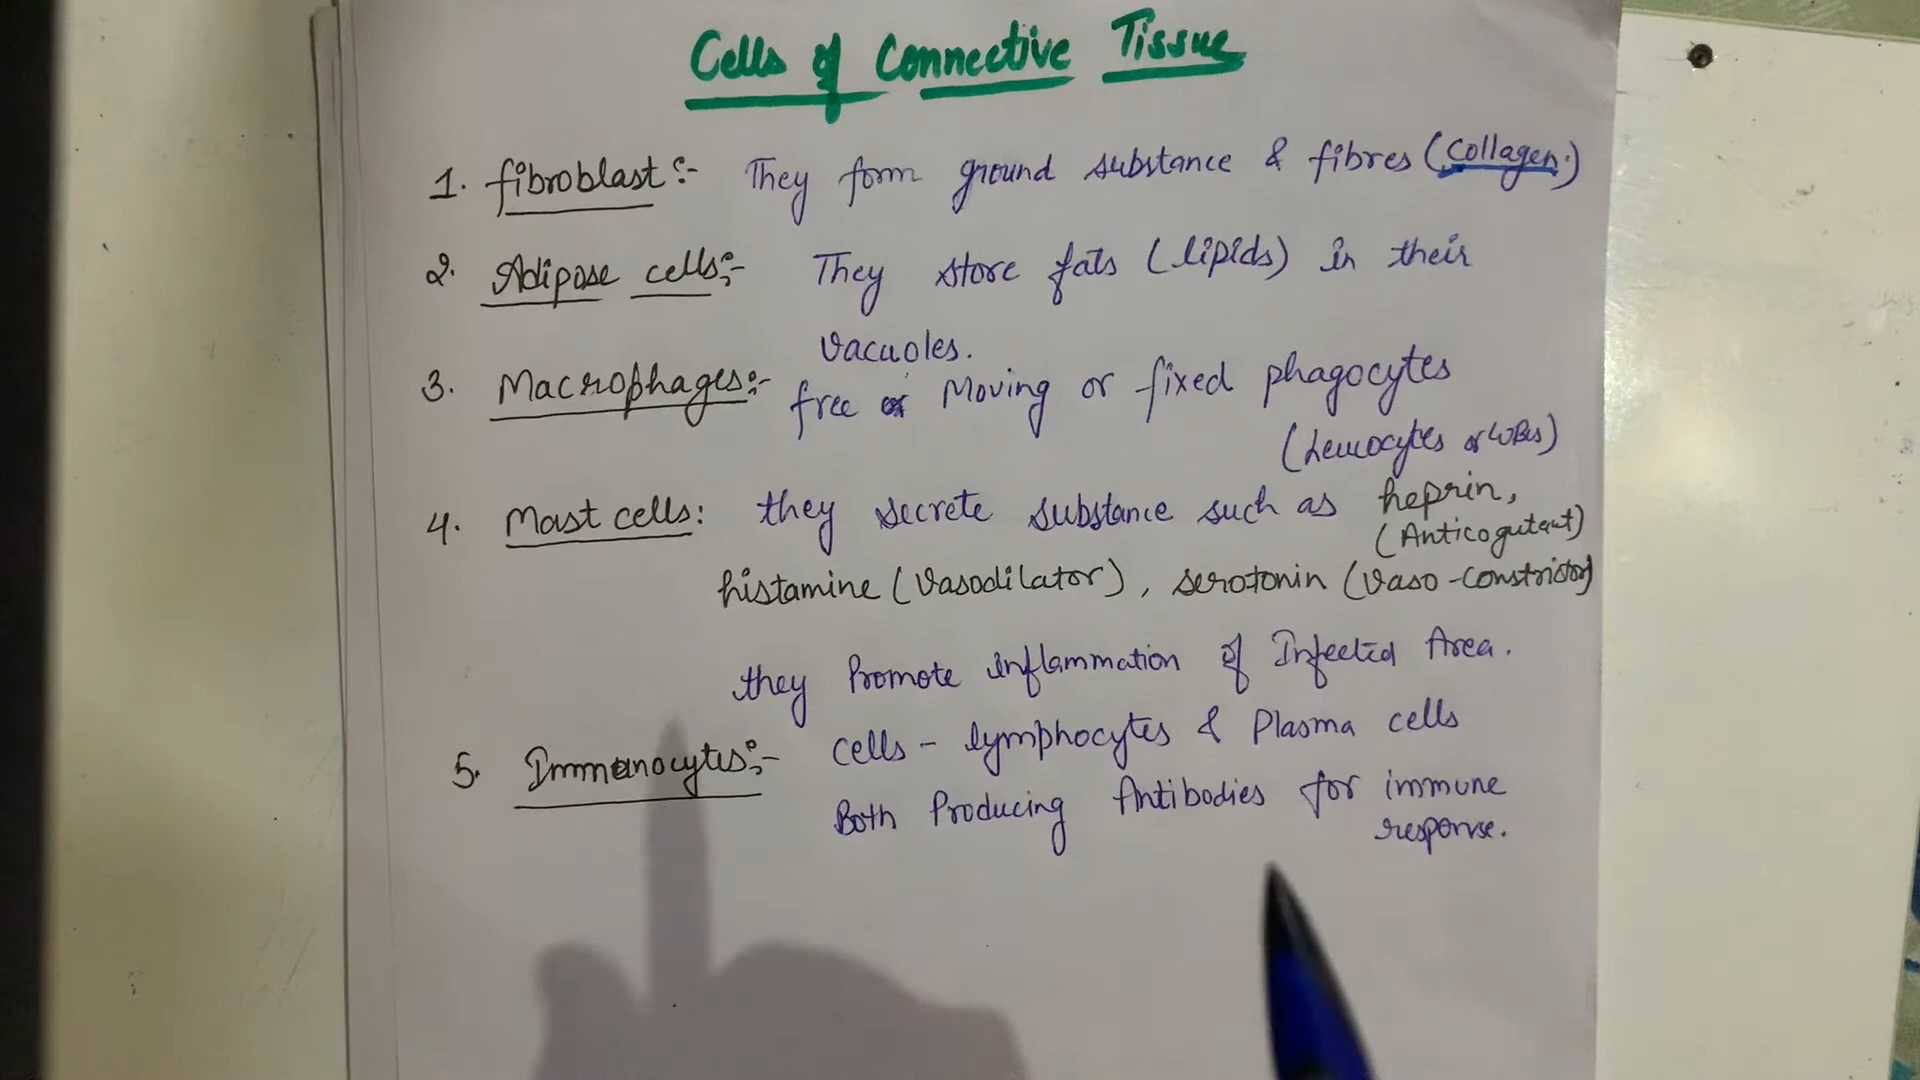 Cells of Connective Tissue
1. fibroblast :- They form ground substance & fibres (Collagen.)
2. Adipose cells :- They store fats (lipids) in their
vacuoles.
3. Macrophages :- free or Moving or fixed phagocytes
(Leucocytes or WBCs)
4. Mast cells : they secrete substance such as heprin,
(Anticogutant)
histamine (Vasodilator), serotonin (Vaso-Constrictor)
they Promote inflammation of Infected Area.
5. Immunocytes :- Cells - lymphocytes & Plasma cells
Both Producing Antibodies for immune
response.